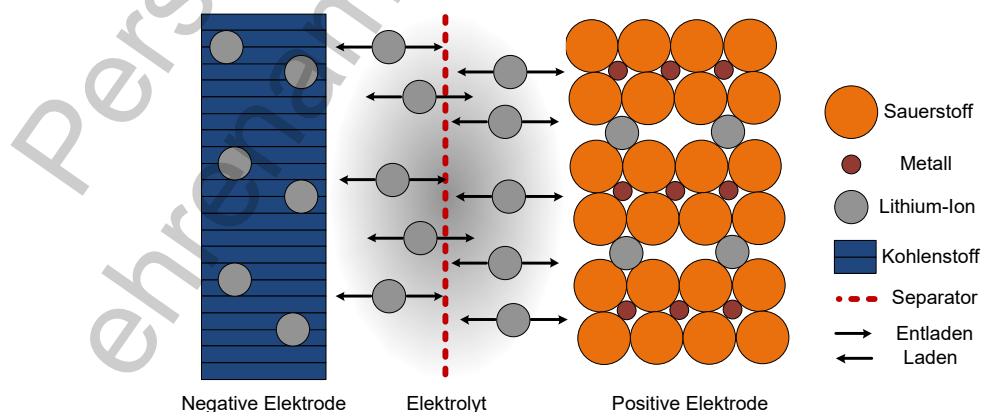 Sauerstoff
Metall
Lithium-Ion
Kohlenstoff
Separator
Entladen
Laden
Negative Elektrode
Elektrolyt
Positive Elektrode